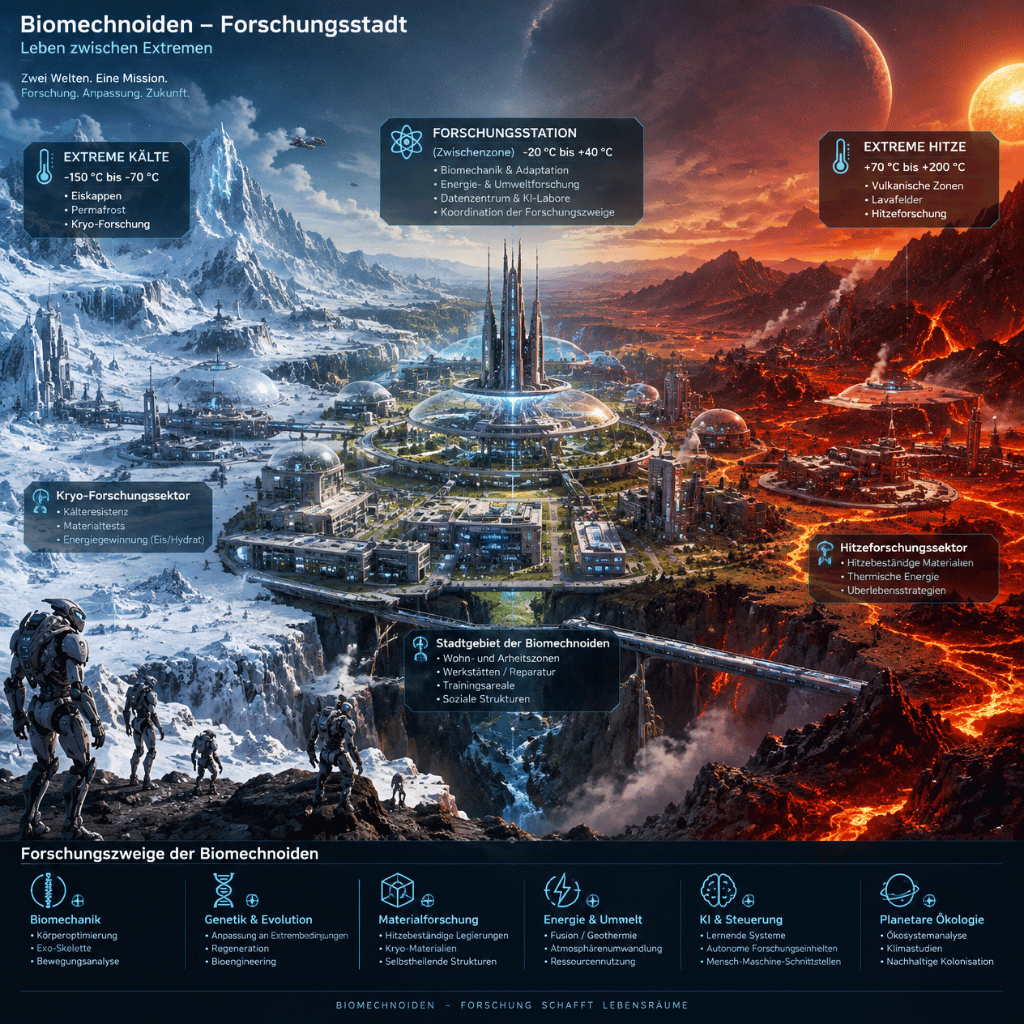 Biomechnoiden – Forschungsstadt
Leben zwischen Extremen
Zwei Welten. Eine Mission.
Forschung. Anpassung. Zukunft.
EXTREME KÄLTE
-150 °C bis -70 °C
• Eiskappen
• Permafrost
• Kryo-Forschung
FORSCHUNGSSTATION
(Zwischenzone) -20 °C bis +40 °C
• Biomechanik & Adaptation
• Energie- & Umweltforschung
• Datenzentrum & KI-Labore
• Koordination der Forschungszweige
EXTREME HITZE
+70 °C bis +200 °C
• Vulkanische Zonen
• Lavafelder
• Hitzeforschung
Kryo-Forschungssektor
• Kälteresistenz
• Materialtests
• Energiegewinnung (Eis/Hydrat)
Hitzeforschungssektor
• Hitzebeständge Materialien
• Thermische Energie
• Uberlebensstrategien
Stadtgebiet der Biomechnoiden
• Wohn- und Arheitszonen
• Werkstätten / Reparatur
• Trainingsareale
• Soziale Strukturen
Forschungszweige der Biomechnoiden
Biomechanik
• Körperoptimierung
• Exo-Skelette
• Bewegungsanalyse
Genetik & Evolution
• Anpassung an Extrembedingungen
• Regeneration
• Bioengineering
Materialforschung
• Hitzebeständige Legierungen
• Kryo-Materialien
• Selbstheilende Strukturen
Energie & Umwelt
• Fusion / Geothermie
• Atmosphärenumwandlung
• Ressourcennutzung
KI & Steuerung
• Lernende Systeme
• Autonome Forschungseinheiten
• Mensch-Maschine-Schnittstellen
Planetare Ökologie
• Ökosystemanalyse
• Klimastudien
• Nachhaltige Kolonisation
BIOMECHNOIDEN – FORSCHUNG SCHAFFT LEBENSRÄUME